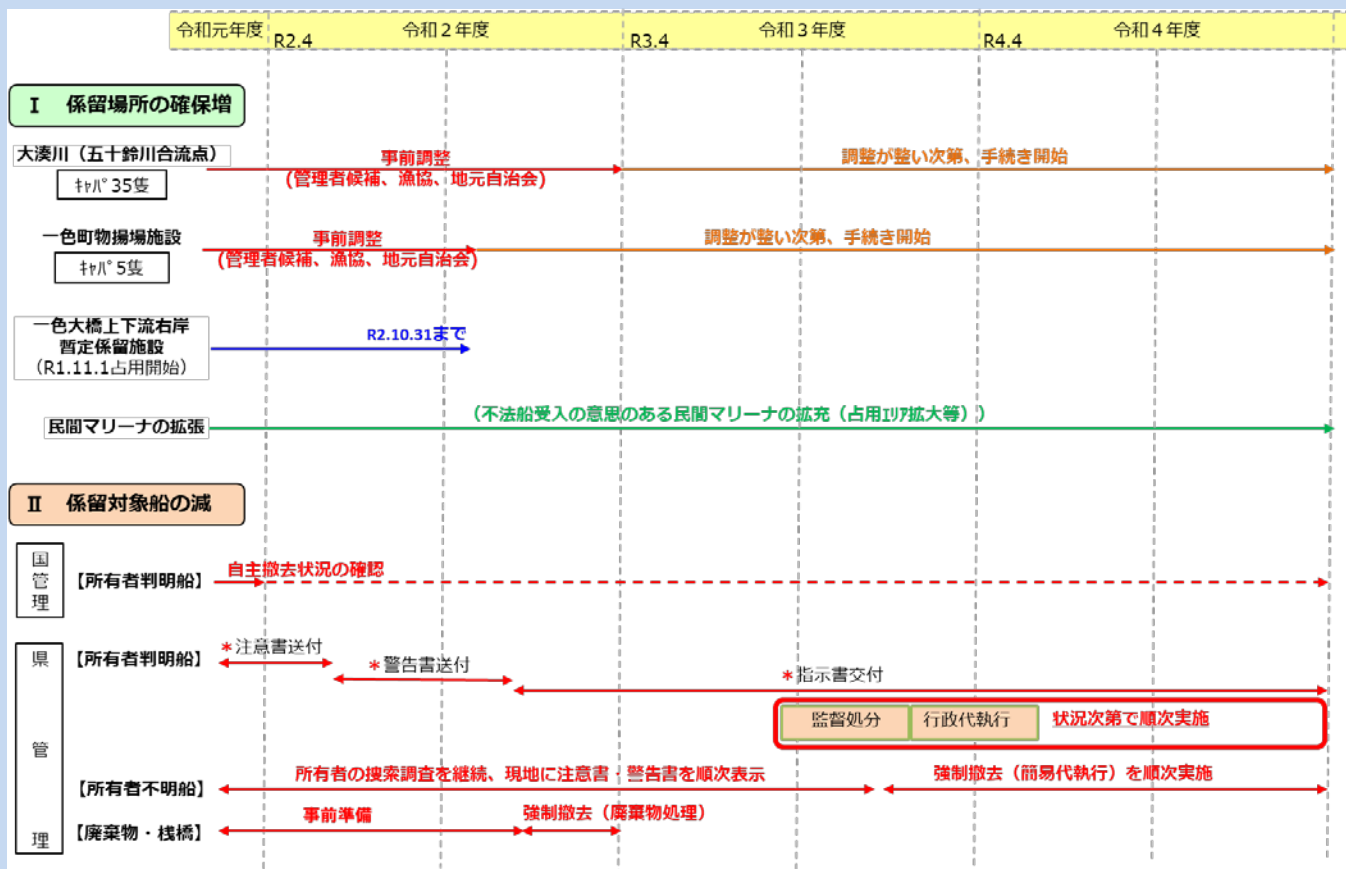 令和元年度
R2.4
令和２年度
R3.4
令和３年度
R4.4
令和４年度
Ⅰ 係留場所の確保増
大湊川（五十鈴川合流点）
ｷｬﾊﾟ35隻
事前調整
(管理者候補、漁協、地元自治会)
調整が整い次第、手続き開始
一色町物揚場施設
ｷｬﾊﾟ5隻
事前調整
(管理者候補、漁協、地元自治会)
調整が整い次第、手続き開始
一色大橋上下流右岸
暫定係留施設
（R1.11.1占用開始）
R2.10.31まで
民間マリーナの拡張
（不法船受入の意思のある民間マリーナの拡充（占用ｴﾘｱ拡大等））
Ⅱ 係留対象船の減
国管理
【所有者判明船】
自主撤去状況の確認
県管理
【所有者判明船】
*注意書送付
*警告書送付
*指示書交付
監督処分
行政代執行
状況次第で順次実施
【所有者不明船】
所有者の捜索調査を継続、現地に注意書・警告書を順次表示
強制撤去（簡易代執行）を順次実施
【廃棄物・桟橋】
事前準備
強制撤去（廃棄物処理）